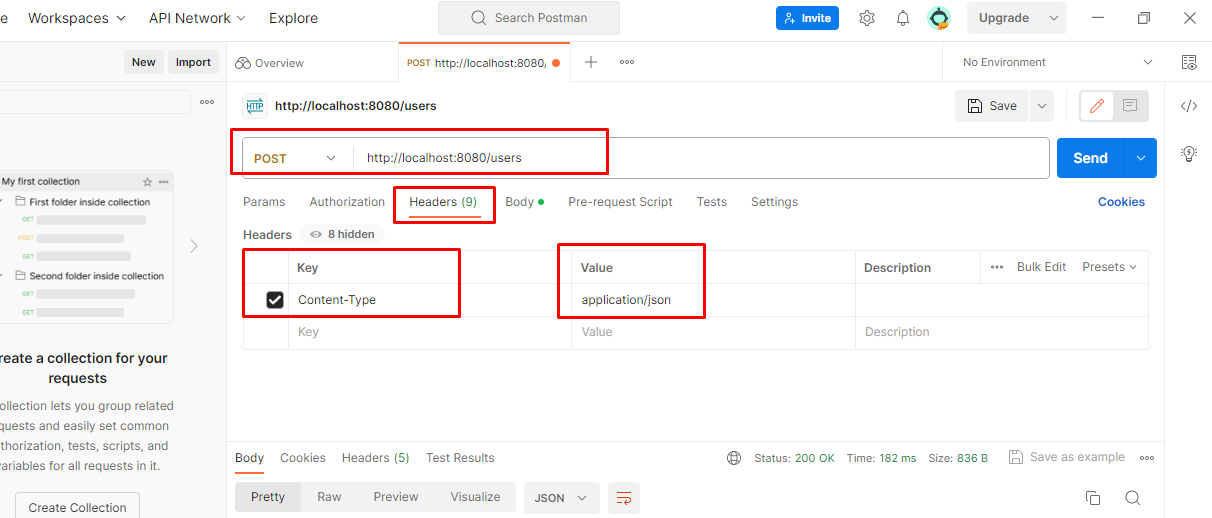 e Workspaces API Network Explore Search Postman Invite Upgrade
New Import
Overview POST http://localhost:8080/ No Environment
HTTP http://localhost:8080/users Save
POST http://localhost:8080/users Send
Params Authorization Headers (9) Body Pre-request Script Tests Settings Cookies
Headers 8 hidden
Key Value Description Bulk Edit Presets
Content-Type application/json
Key Value Description
My first collection
First folder inside collection
GET
POST
GET
Second folder inside collection
GET
GET
reate a collection for your
requests
ollection lets you group related
quests and easily set common
thorization, tests, scripts, and
variables for all requests in it.
Create Collection
Body Cookies Headers (5) Test Results Status: 200 OK Time: 182 ms Size: 836 B Save as example
Pretty Raw Preview Visualize JSON